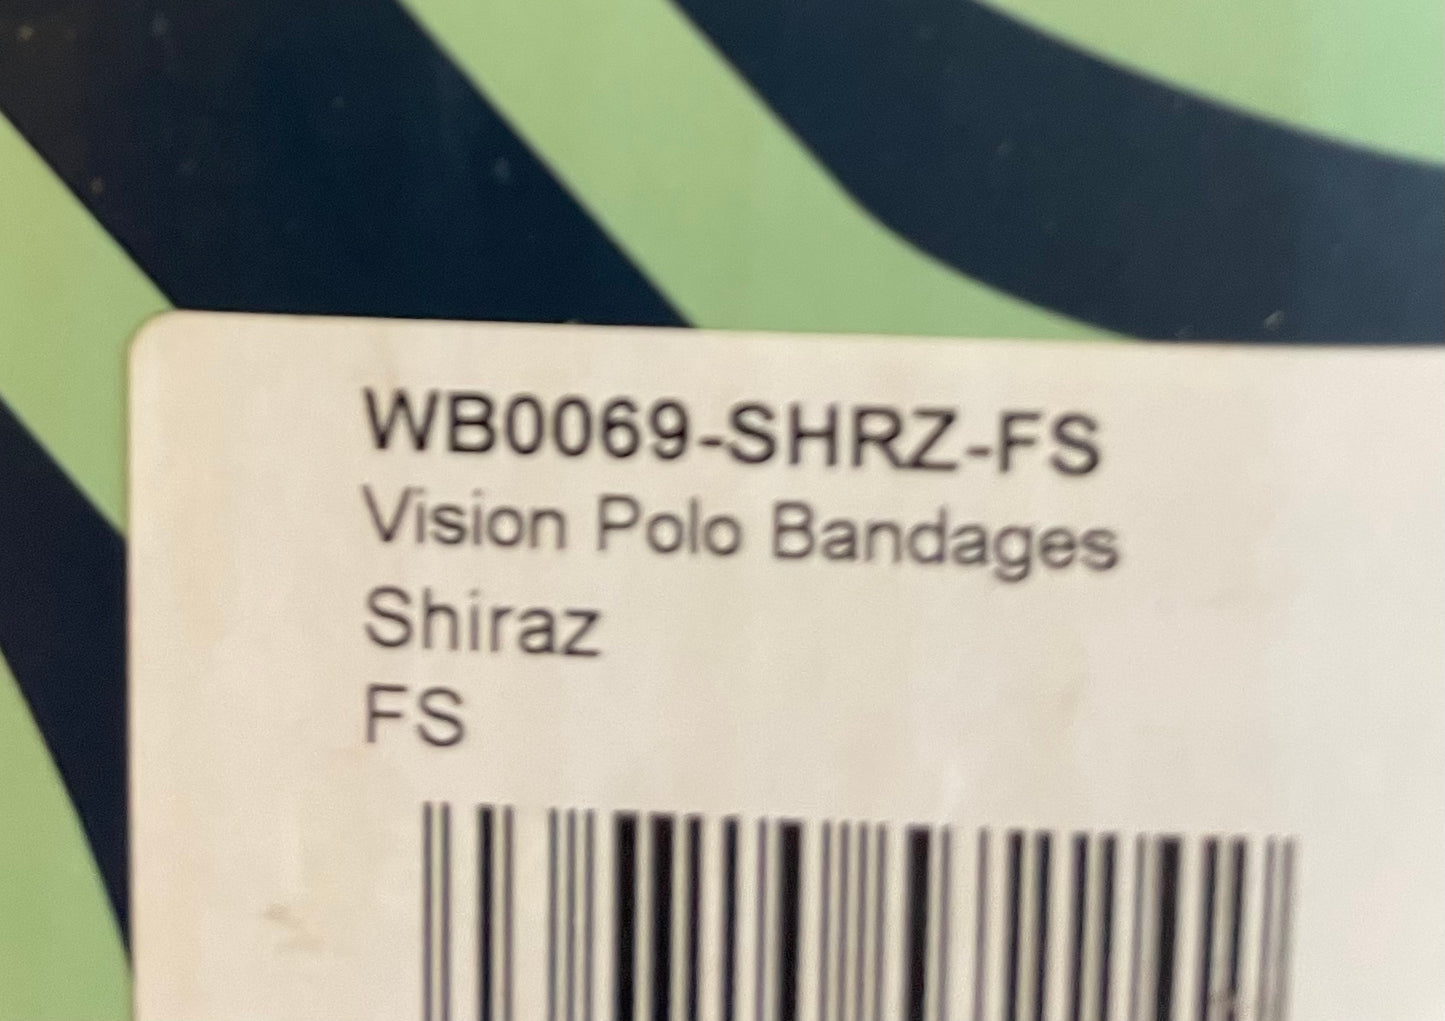 WB0069-SHRZ-FS
Vision Polo Bandages
Shiraz
FS